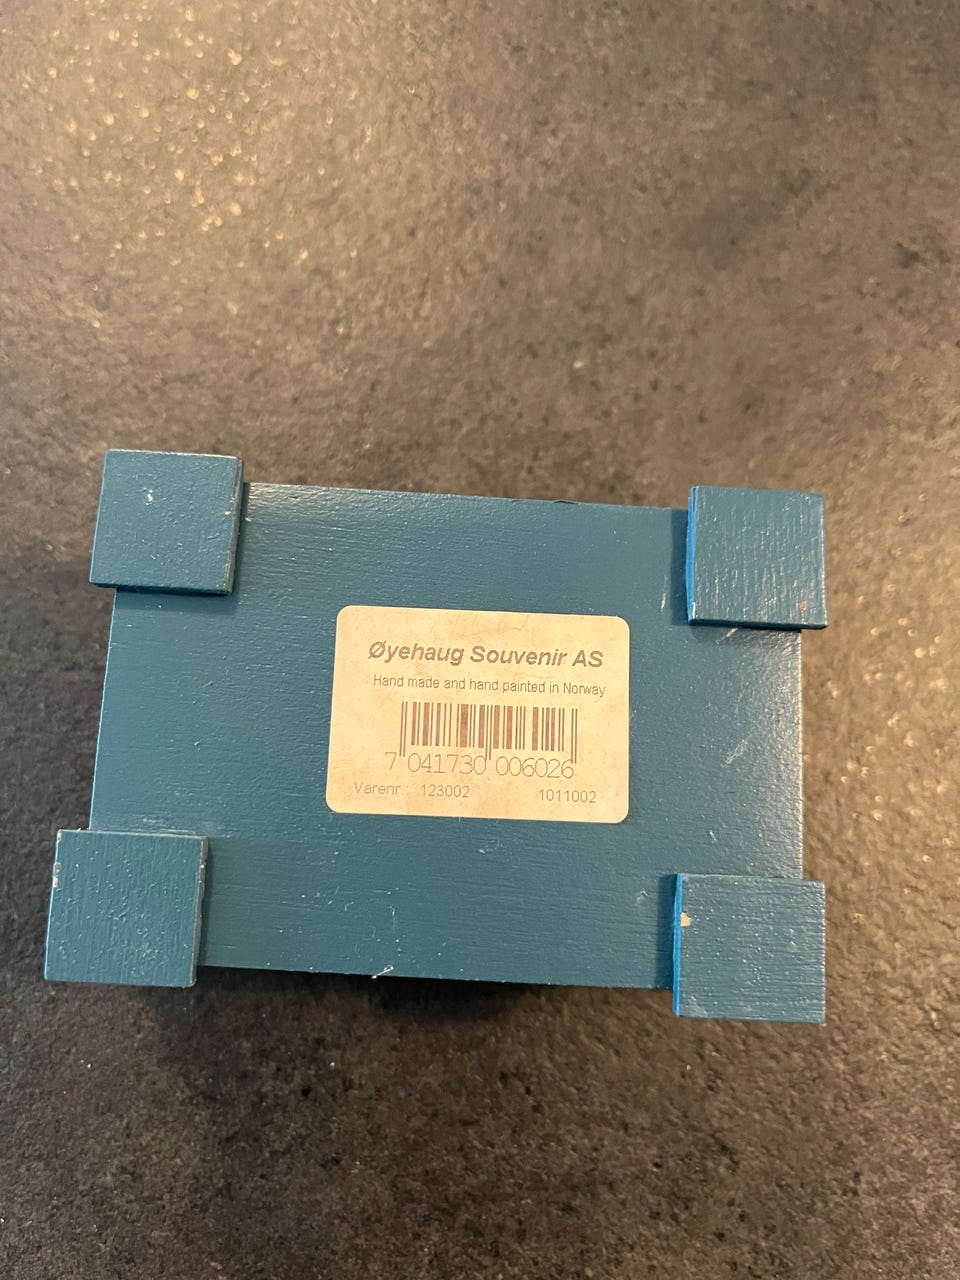 Øyehaug Souvenir AS
Hand made and hand painted in Norway
7 041730 006026
Varenr.: 123002 1011002